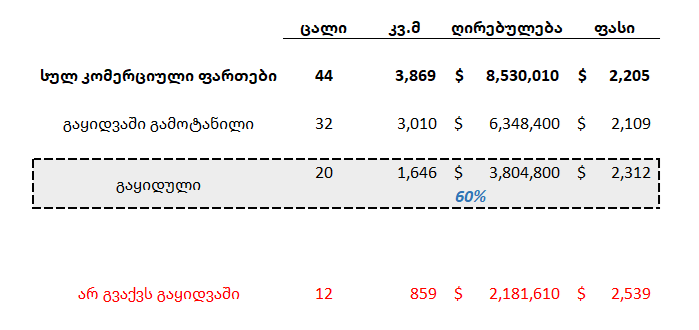 ცალი კვ.მ ღირებულება ფასი
სულ კომერციული ფართები 44 3,869 $ 8,530,010 $ 2,205
გაყიდვაში გამოტანილი 32 3,010 $ 6,348,400 $ 2,109
გაყიდული 20 1,646 $ 3,804,800 $ 2,312
60%
არ გვაქვს გაყიდვაში 12 859 $ 2,181,610 $ 2,539